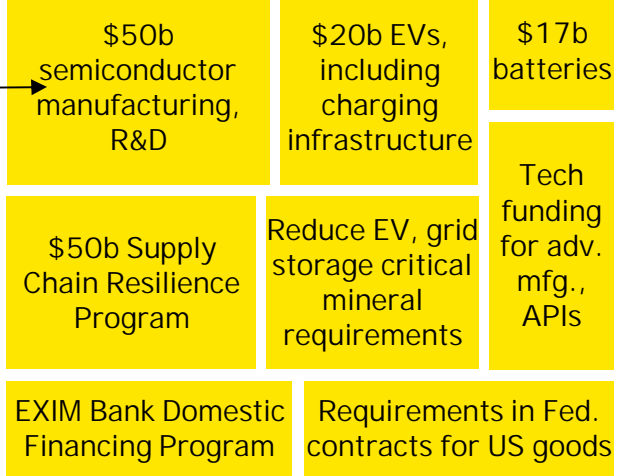 $50b
semiconductor
manufacturing,
R&D
$20b EVs,
including
charging
infrastructure
$17b
batteries
$50b Supply
Chain Resilience
Program
Reduce EV, grid
storage critical
mineral
requirements
Tech
funding
for adv.
mfg.,
APIs
EXIM Bank Domestic
Financing Program
Requirements in Fed.
contracts for US goods